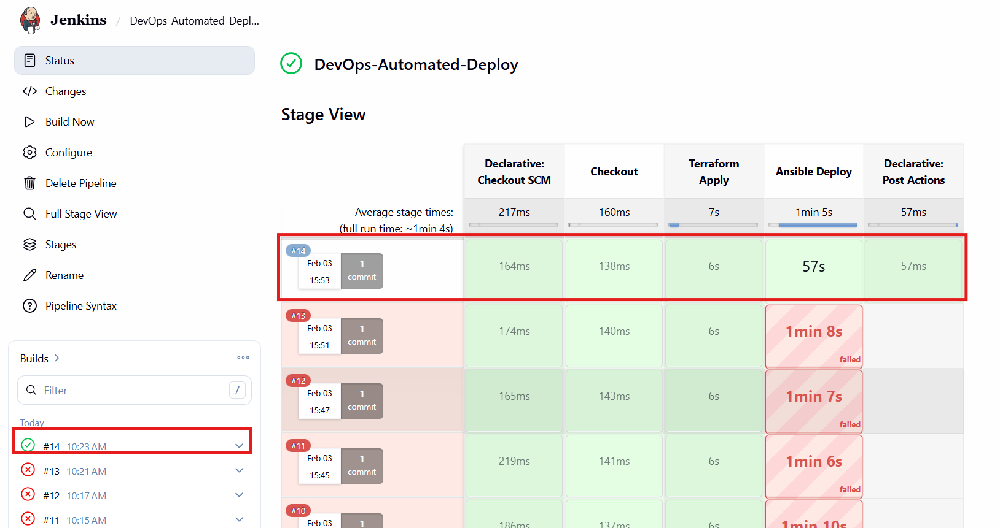 Jenkins / DevOps-Automated-Depl...
Status
Changes
Build Now
Configure
Delete Pipeline
Full Stage View
Stages
Rename
Pipeline Syntax
Builds
Filter /
Today
#14 10:23 AM
#13 10:21 AM
#12 10:17 AM
#11 10:15 AM
DevOps-Automated-Deploy
Stage View
Declarative: Checkout SCM
Checkout
Terraform Apply
Ansible Deploy
Declarative: Post Actions
Average stage times:
(full run time: ~1min 4s)
217ms 160ms 7s 1min 5s 57ms
#14
Feb 03
15:53
1
commit
164ms 138ms 6s 57s 57ms
#13
Feb 03
15:51
1
commit
174ms 140ms 6s 1min 8s
failed
#12
Feb 03
15:47
1
commit
165ms 143ms 6s 1min 7s
failed
#11
Feb 03
15:45
1
commit
219ms 141ms 6s 1min 6s
failed
#10
Feb 03
1
186ms 137ms 6s 1min 10s